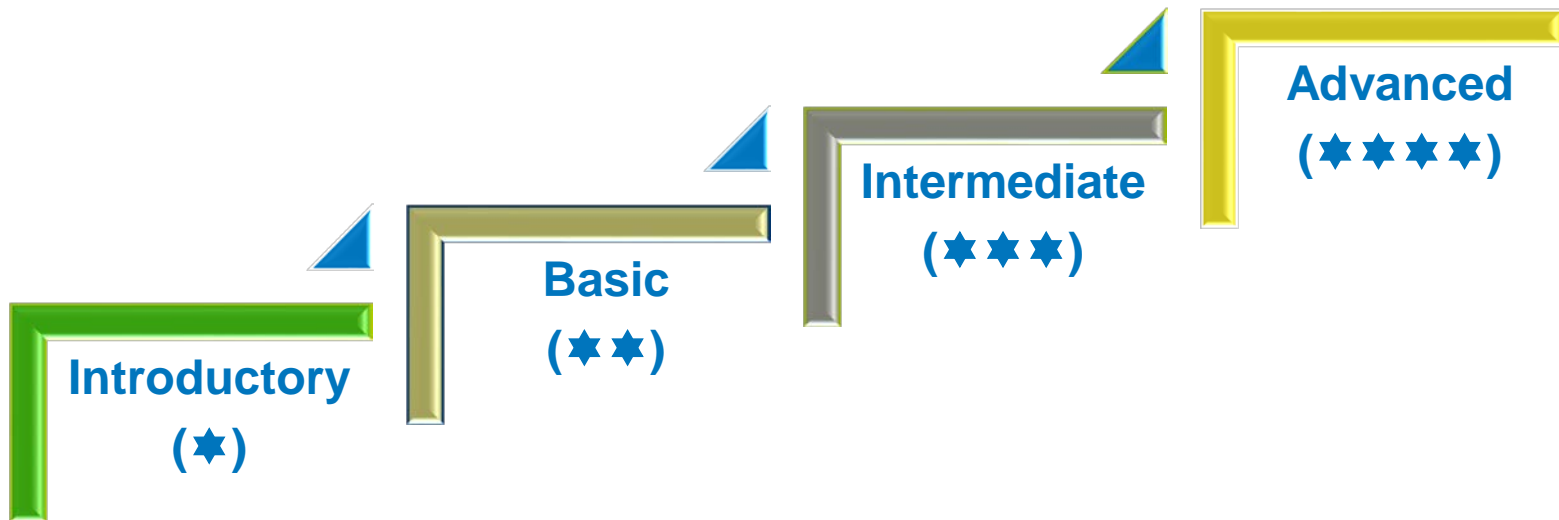 Introductory
(✶)
Basic
(✶ ✶)
Intermediate
(✶ ✶ ✶)
Advanced
(✶ ✶ ✶ ✶)